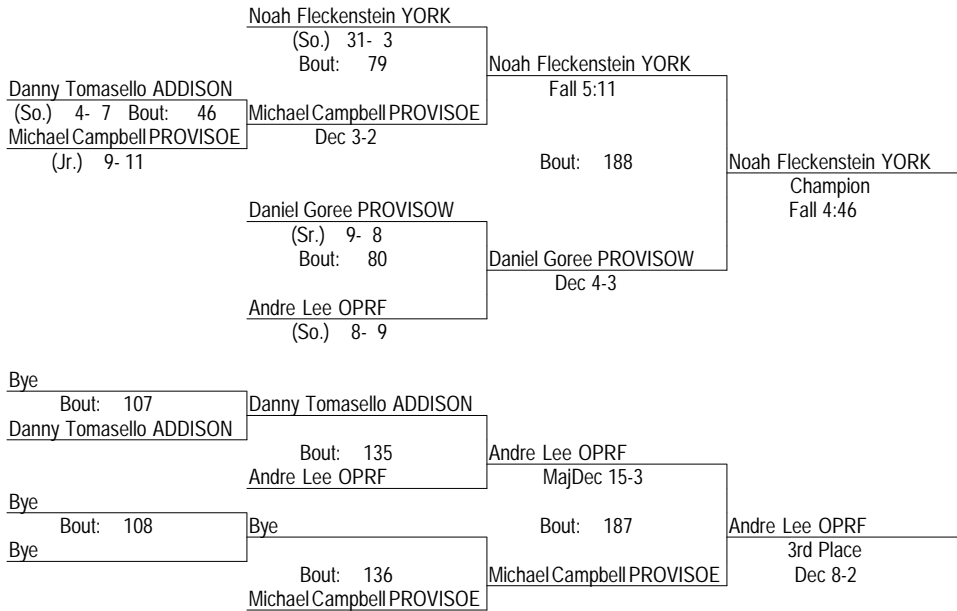 Noah Fleckenstein YORK
(So.) 31- 3
Bout: 79
Noah Fleckenstein YORK
Fall 5:11
Danny Tomasello ADDISON
(So.) 4- 7 Bout: 46
Michael Campbell PROVISOE
Michael Campbell PROVISOE
Dec 3-2
(Jr.) 9- 11
Bout: 188
Noah Fleckenstein YORK
Champion
Fall 4:46
Daniel Goree PROVISOW
(Sr.) 9- 8
Bout: 80
Daniel Goree PROVISOW
Dec 4-3
Andre Lee OPRF
(So.) 8- 9
Bye
Bout: 107
Danny Tomasello ADDISON
Danny Tomasello ADDISON
Bout: 135
Andre Lee OPRF
Andre Lee OPRF
MajDec 15-3
Bye
Bout: 108
Bye
Bye
Bout: 187
Andre Lee OPRF
3rd Place
Dec 8-2
Bout: 136
Michael Campbell PROVISOE
Michael Campbell PROVISOE